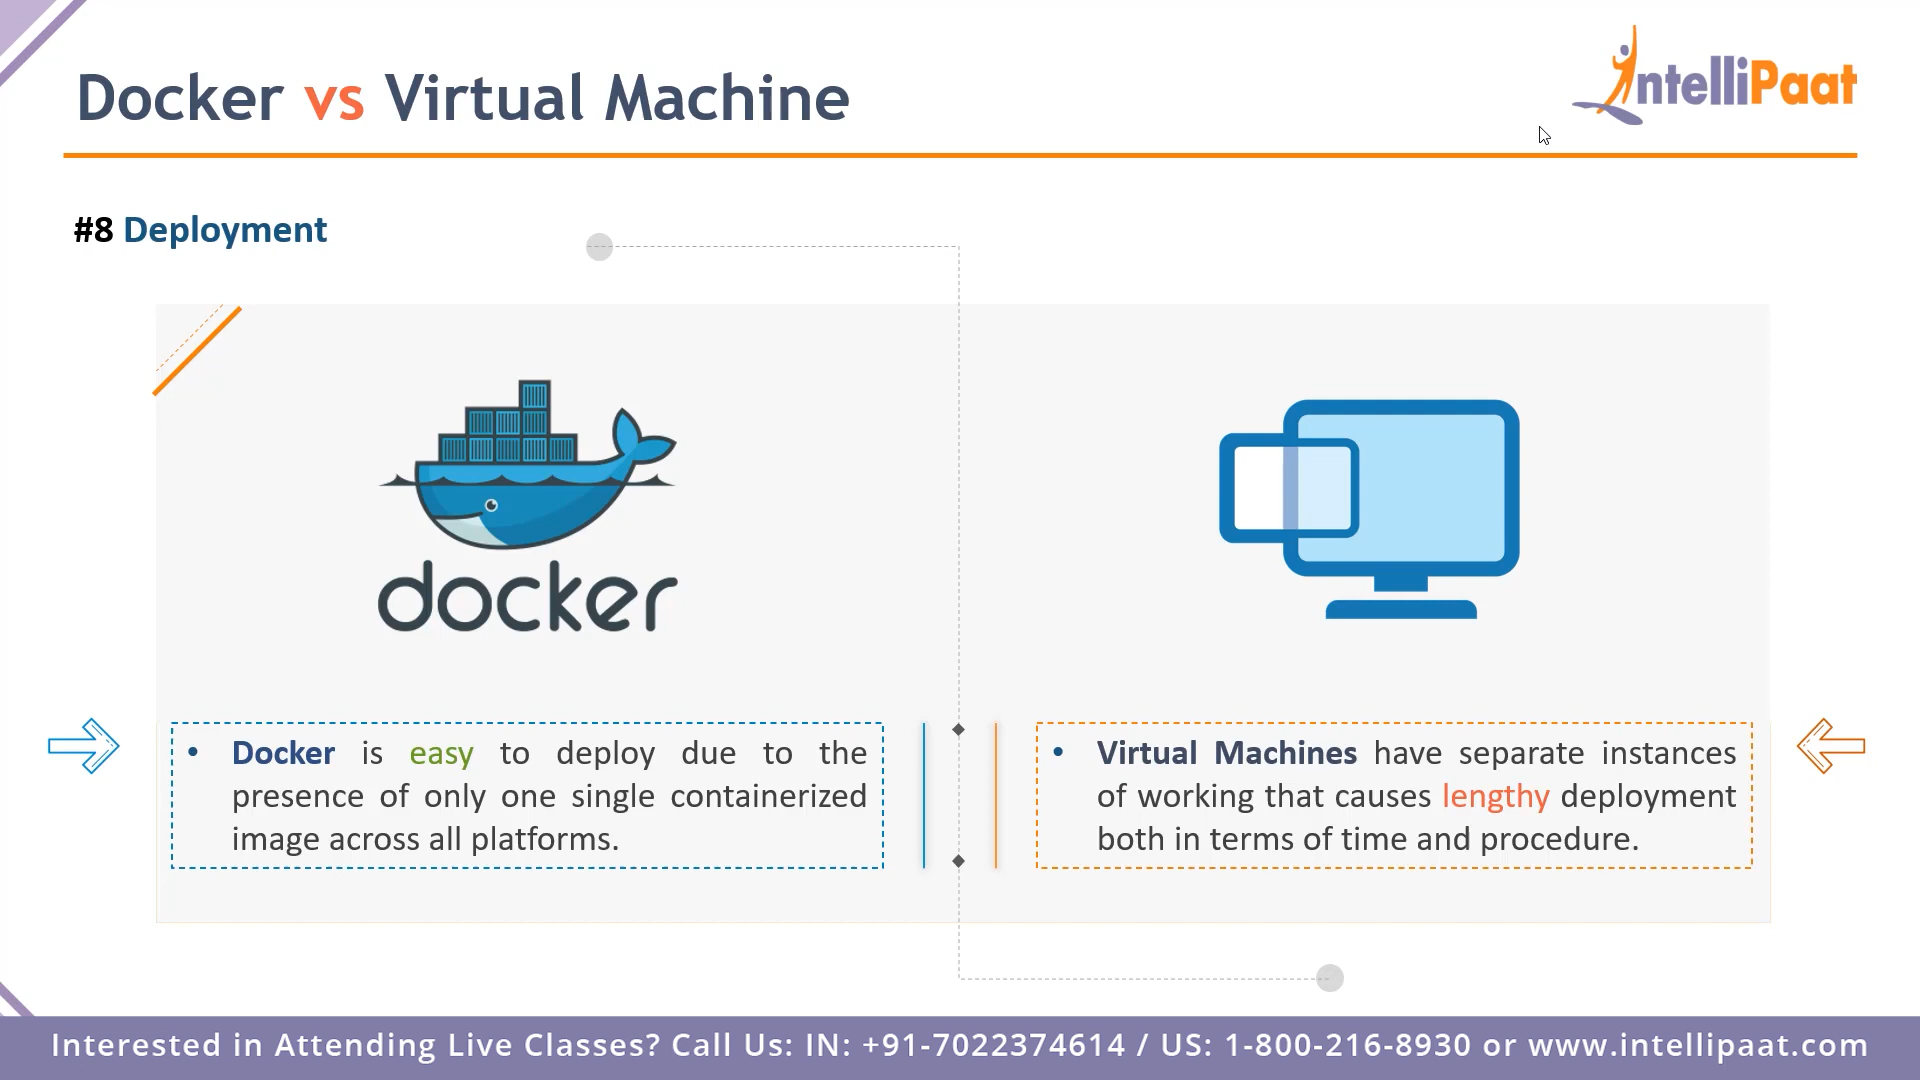 Docker vs Virtual Machine
IntelliPaat
#8 Deployment
docker
• Docker is easy to deploy due to the
presence of only one single containerized
image across all platforms.
• Virtual Machines have separate instances
of working that causes lengthy deployment
both in terms of time and procedure.
Interested in Attending Live Classes? Call Us: IN: +91-7022374614 / US: 1-800-216-8930 or www.intellipaat.com